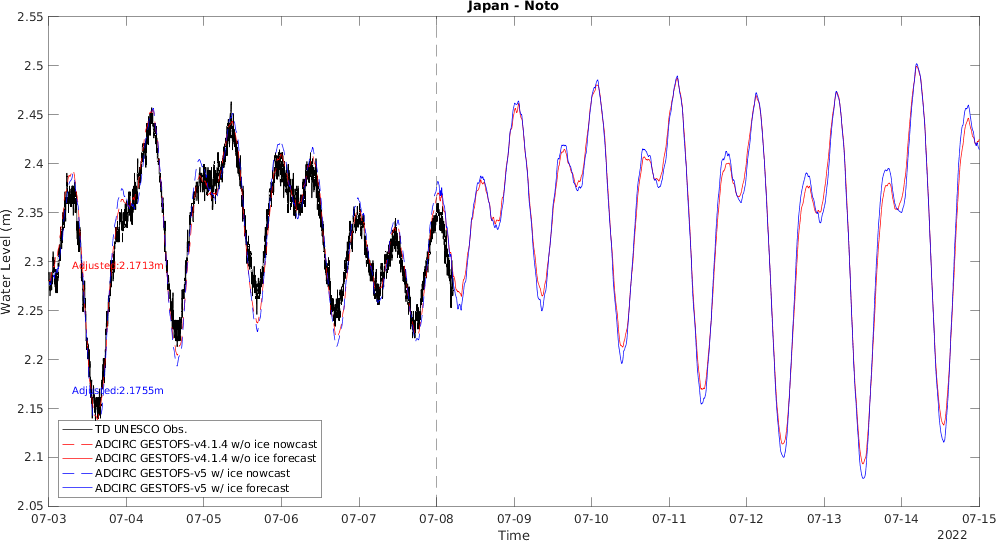 Japan - Noto
2.55
2.5
2.45
2.4
2.35
2.3
2.25
2.2
2.15
2.1
2.05
Water Level (m)
Adjusted:2.1713m
Adjusted:2.1755m
TD UNESCO Obs.
ADCIRC GESTOFS-v4.1.4 w/o ice nowcast
ADCIRC GESTOFS-v4.1.4 w/o ice forecast
ADCIRC GESTOFS-v5 w/ ice nowcast
ADCIRC GESTOFS-v5 w/ ice forecast
07-03 07-04 07-05 07-06 07-07 07-08 07-09 07-10 07-11 07-12 07-13 07-14 07-15
Time
2022